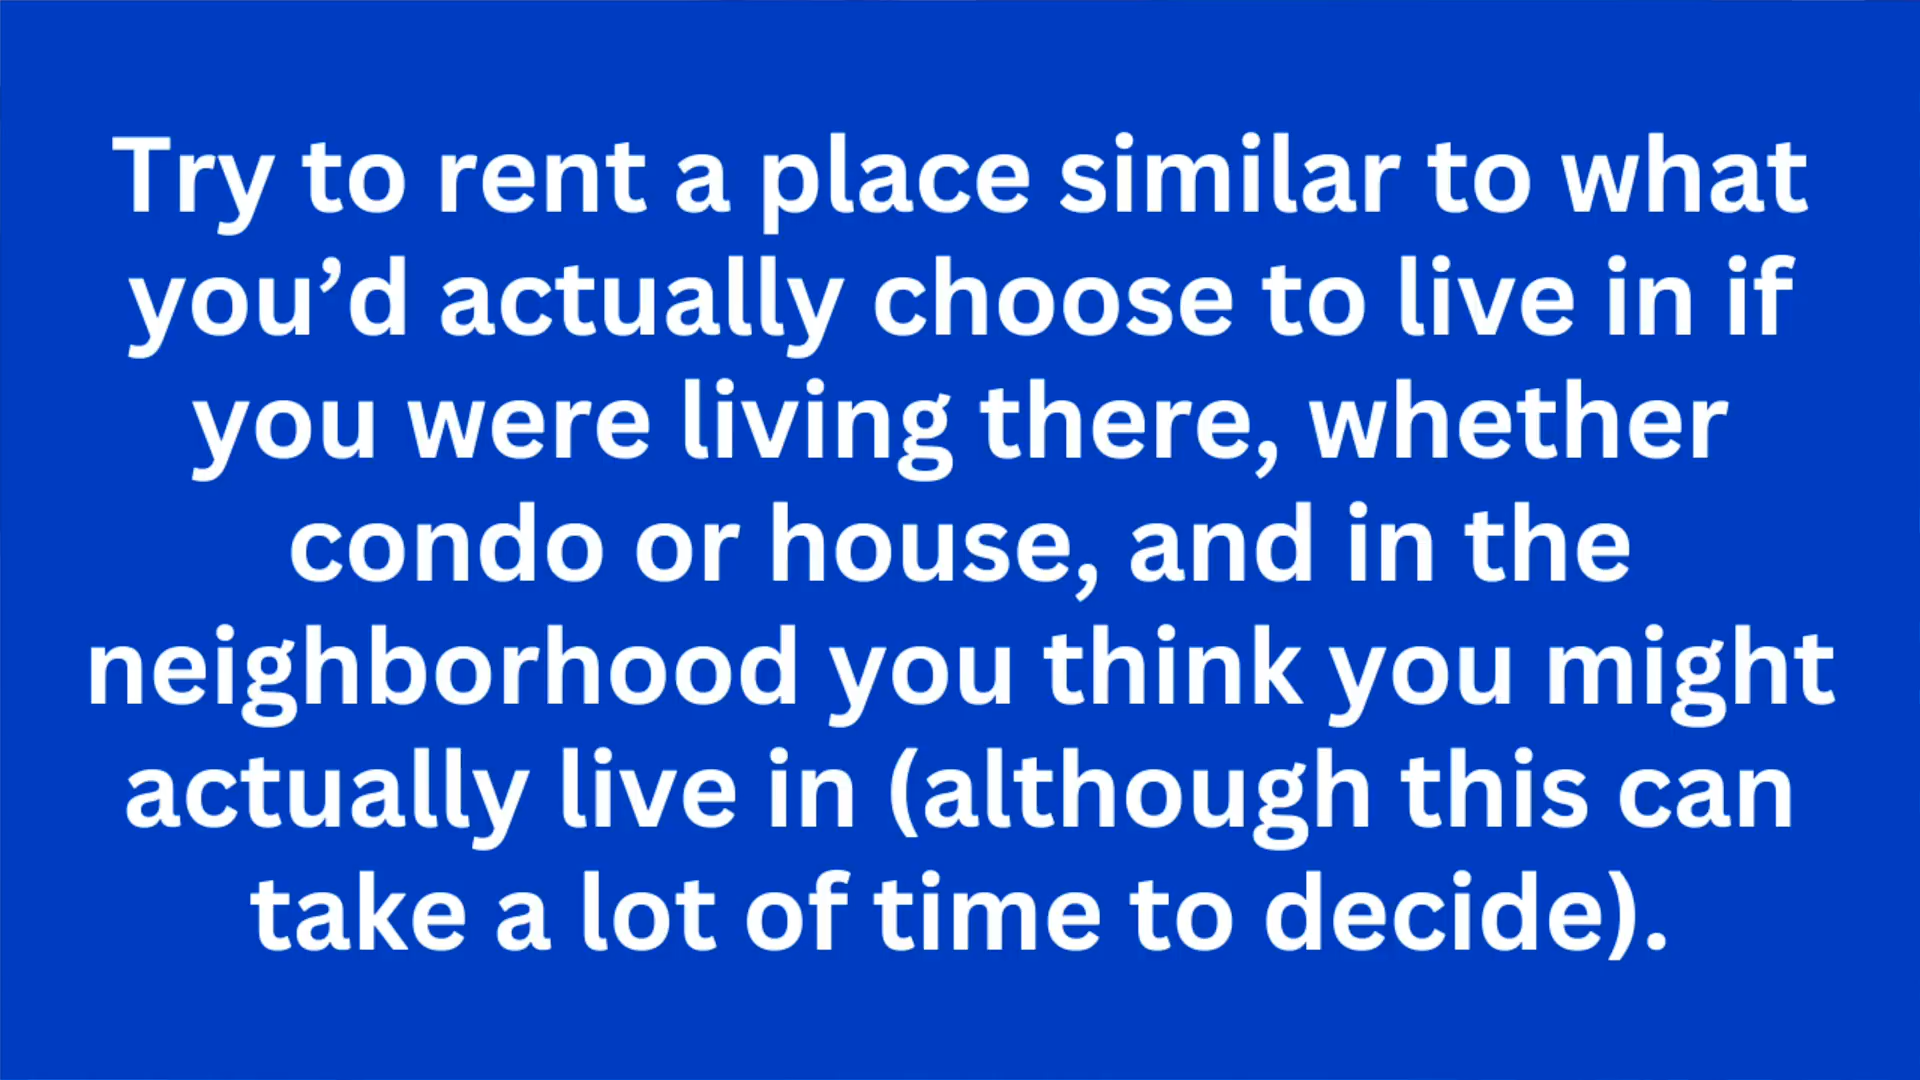 Try to rent a place similar to what
you’d actually choose to live in if
you were living there, whether
condo or house, and in the
neighborhood you think you might
actually live in (although this can
take a lot of time to decide).